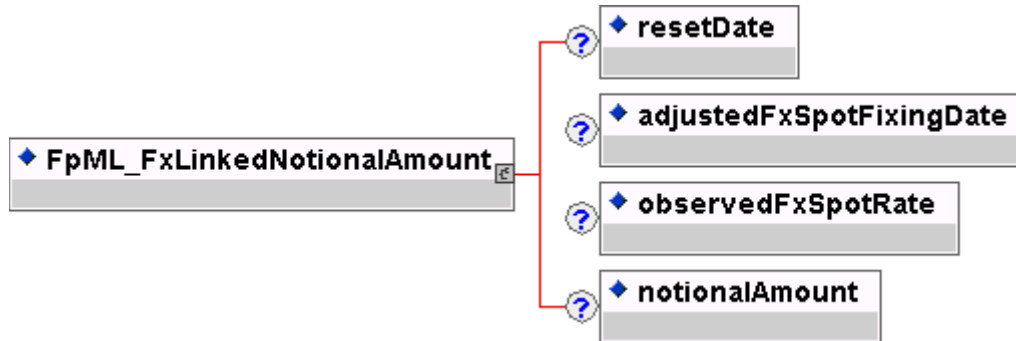 resetDate
adjustedFxSpotFixingDate
FpML_FxLinkedNotionalAmount
observedFxSpotRate
notionalAmount